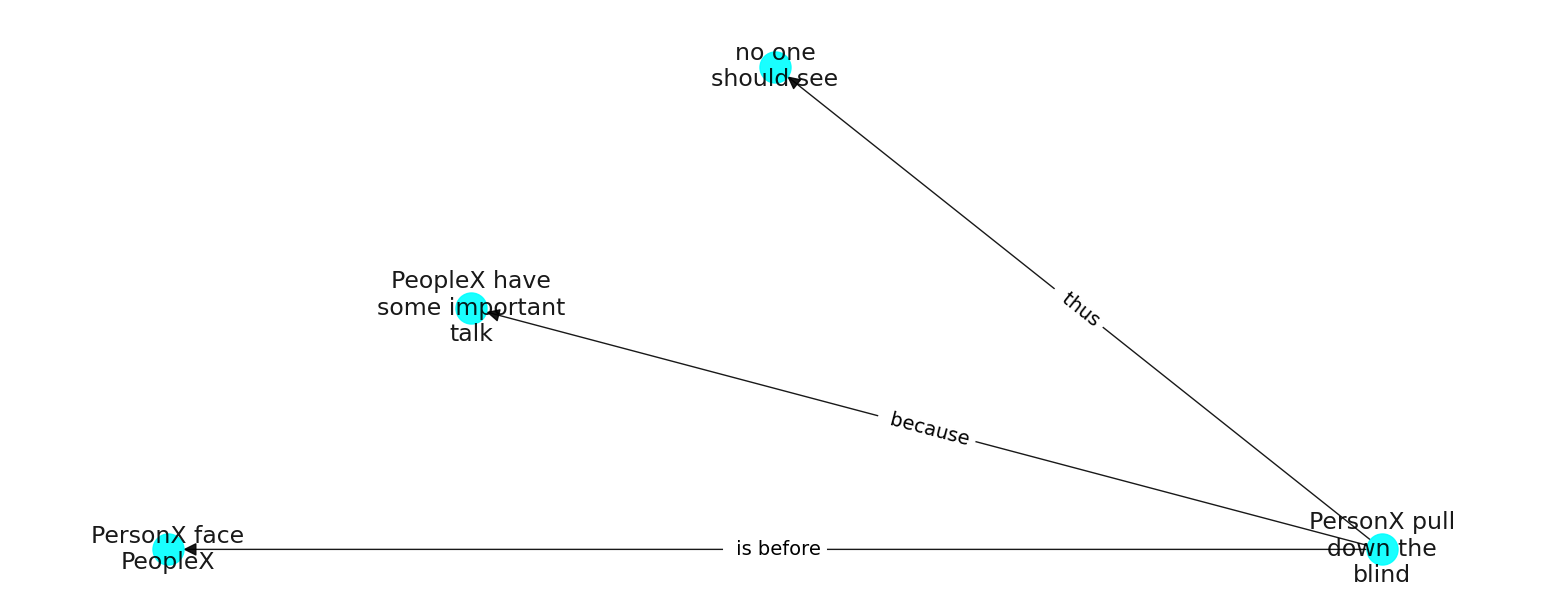 no one
should see
PeopleX have
some important
talk
thus
because
PersonX face
PeopleX
is before
PersonX pull
down the
blind